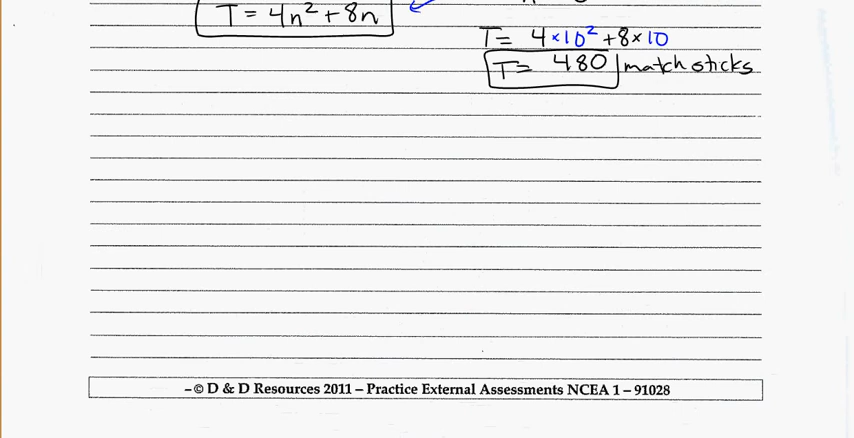 T = 4n² + 8n
T = 4 × 10² + 8 × 10
T = 480 match sticks
– © D & D Resources 2011 – Practice External Assessments NCEA 1 – 91028